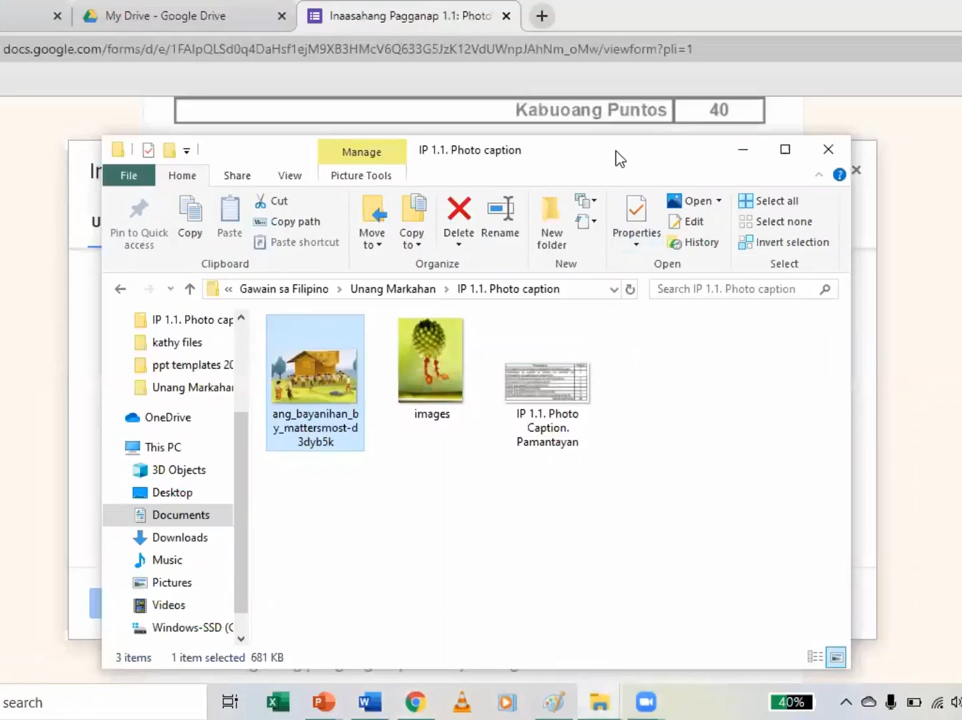 My Drive - Google Drive
Inaasahang Pagganap 1.1: Photo
docs.google.com/forms/d/e/1FAIpQLSd0q4DaHsf1ejM9XB3HMcV6Q633G5JzK12VdUWnpJAhNm_oMw/viewform?pli=1
Kabuoang Puntos 40
Manage
IP 1.1. Photo caption
File
Home
Share
View
Picture Tools
Pin to Quick access
Copy
Paste
Cut
Copy path
Paste shortcut
Move to
Copy to
Delete
Rename
New folder
Properties
Open
Edit
History
Select all
Select none
Invert selection
Clipboard
Organize
New
Open
Select
« Gawain sa Filipino > Unang Markahan > IP 1.1. Photo caption
Search IP 1.1. Photo caption
IP 1.1. Photo cap
kathy files
ppt templates 20
Unang Markahan
OneDrive
This PC
3D Objects
Desktop
Documents
Downloads
Music
Pictures
Videos
Windows-SSD (C
ang_bayanihan_b
y_mattersmost-d
3dyb5k
images
IP 1.1. Photo
Caption.
Pamantayan
3 items
1 item selected 681 KB
search
40%